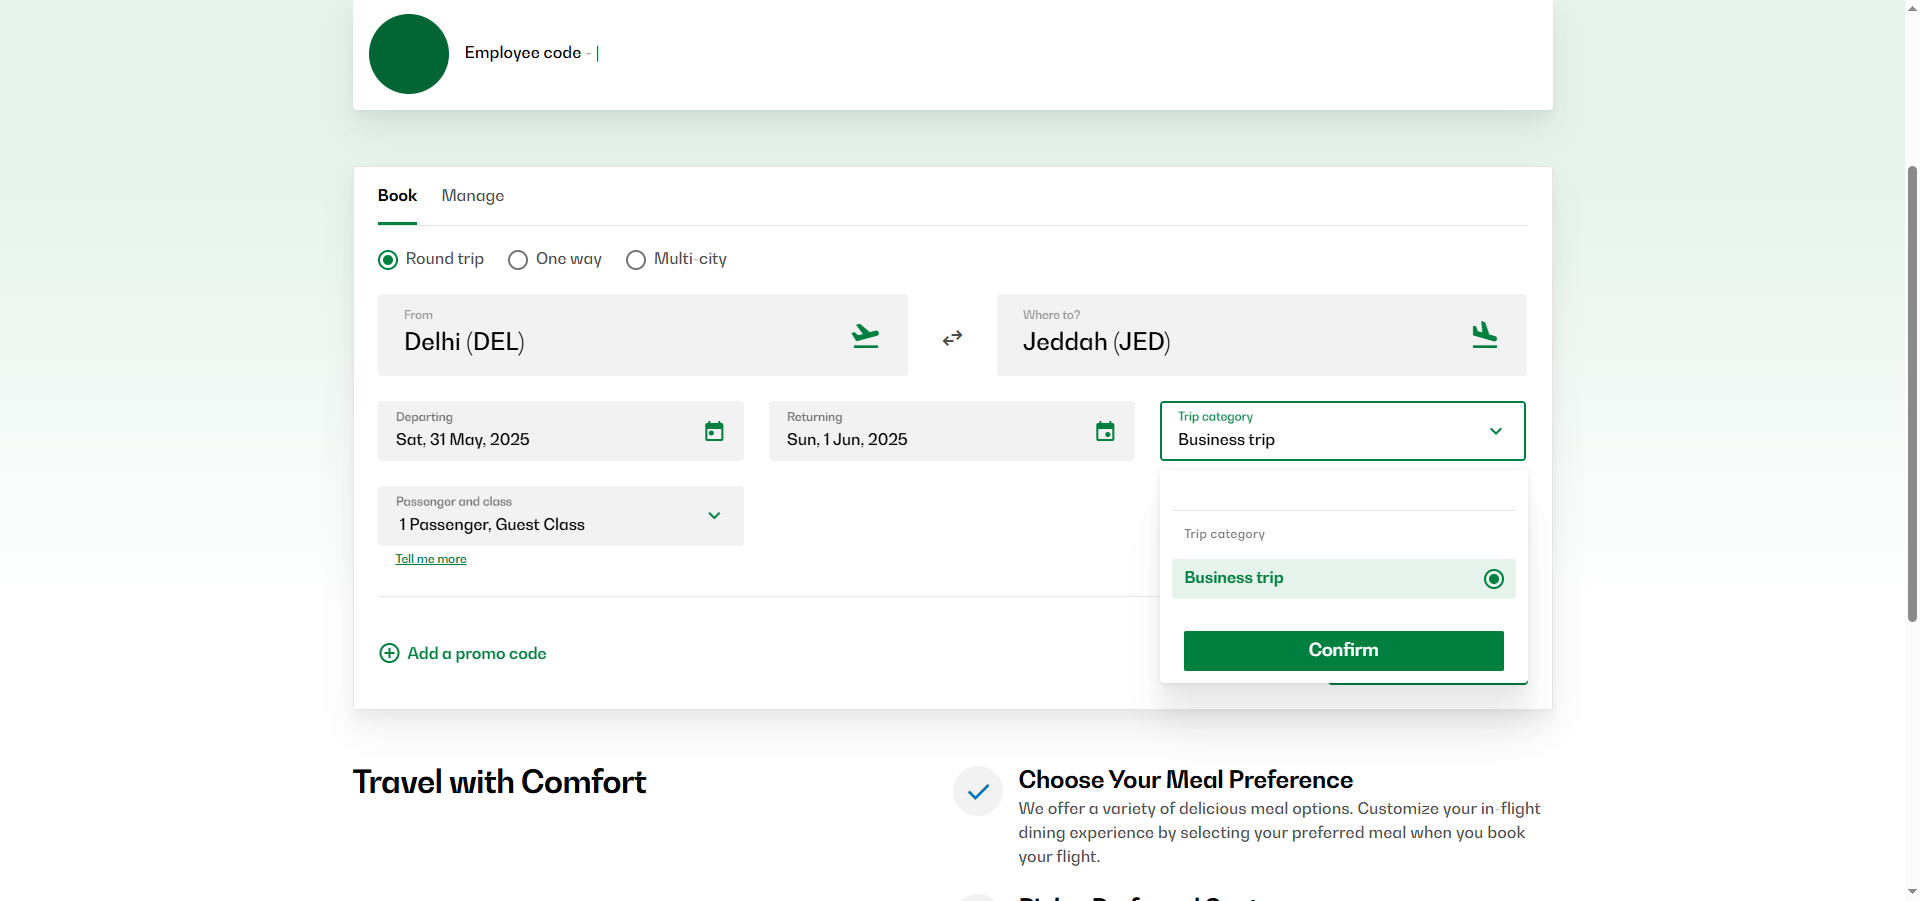 Employee code - |
Book Manage
Round trip One way Multi-city
From
Delhi (DEL)
Where to?
Jeddah (JED)
Departing
Sat, 31 May, 2025
Returning
Sun, 1 Jun, 2025
Trip category
Business trip
Passenger and class
1 Passenger, Guest Class
Tell me more
Trip category
Business trip
Confirm
Add a promo code
Travel with Comfort
Choose Your Meal Preference
We offer a variety of delicious meal options. Customize your in-flight
dining experience by selecting your preferred meal when you book
your flight.